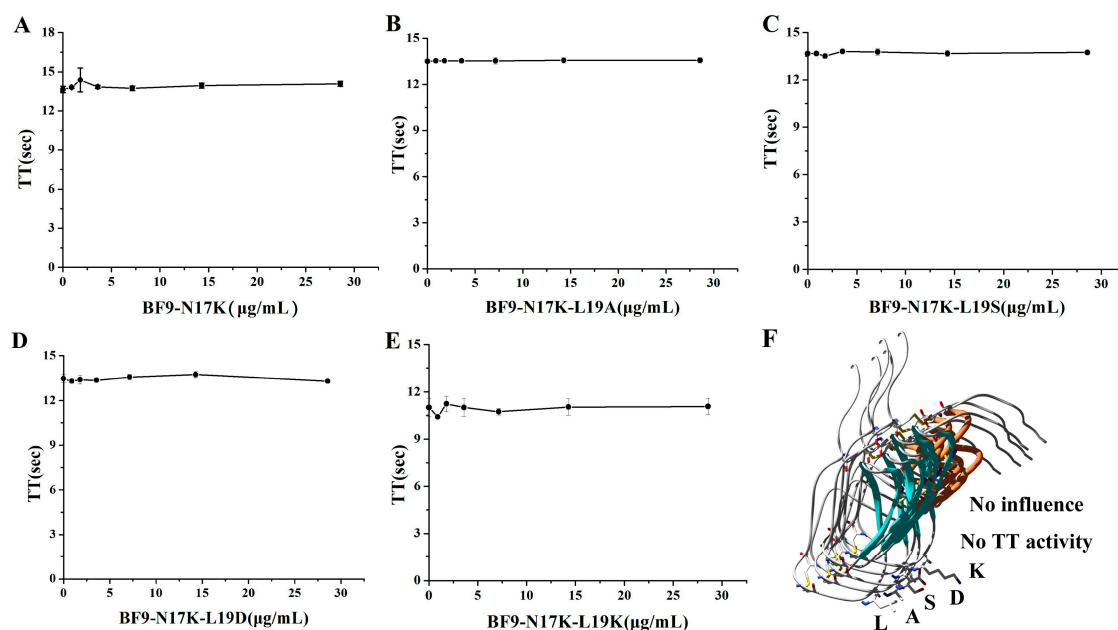 A
TT(sec)
18
15
12
9
6
3
0
0 5 10 15 20 25 30
BF9-N17K(μg/mL)
B
TT(sec)
15
12
9
6
3
0
0 5 10 15 20 25 30
BF9-N17K-L19A(μg/mL)
C
TT(sec)
15
12
9
6
3
0
0 5 10 15 20 25 30
BF9-N17K-L19S(μg/mL)
D
TT(sec)
15
12
9
6
3
0
0 5 10 15 20 25 30
BF9-N17K-L19D(μg/mL)
E
TT(sec)
15
12
9
6
3
0
0 5 10 15 20 25 30
BF9-N17K-L19K(μg/mL)
F
No influence
No TT activity
K
D
S
A
L